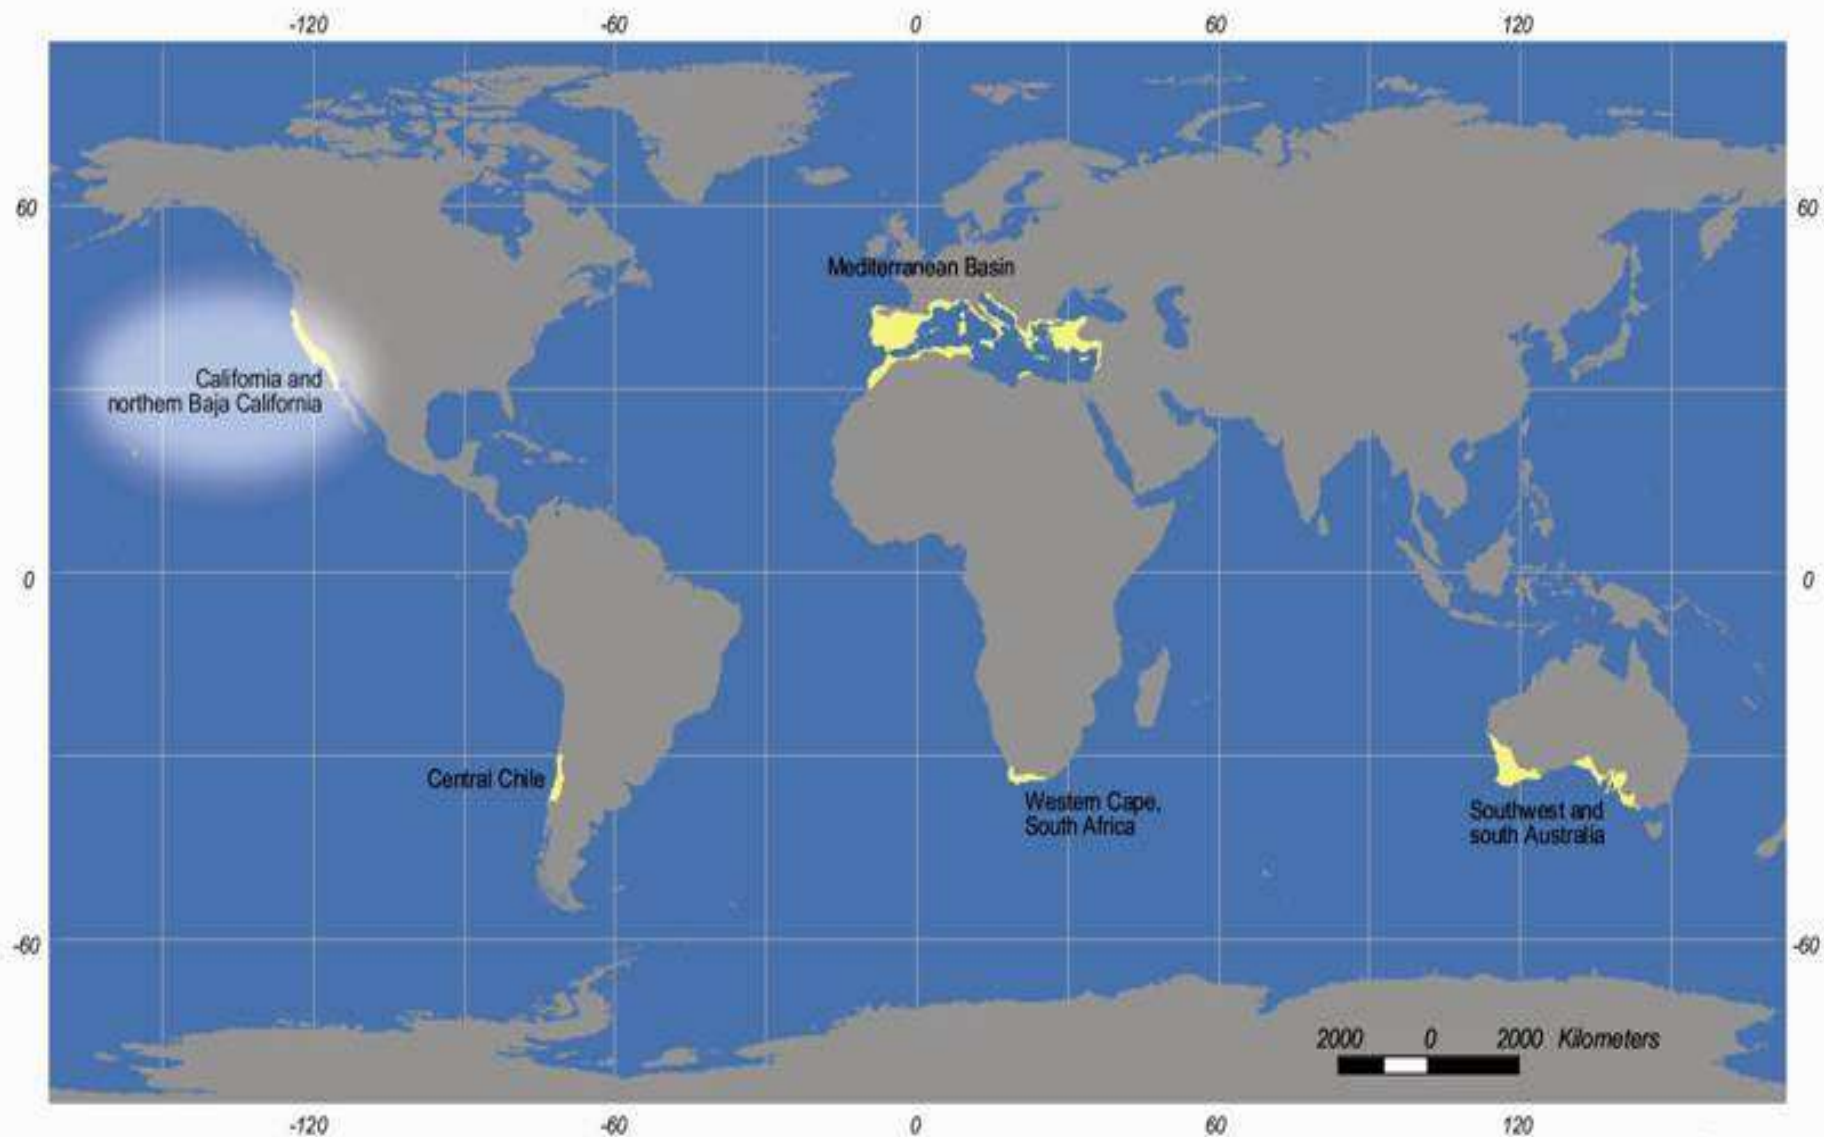 -120 -60 0 60 120
60 60
Mediterranean Basin
California and
northern Baja California
0 0
Central Chile
Western Cape,
South Africa
Southwest and
south Australia
-60 -60
2000 0 2000 Kilometers
-120 -60 0 60 120